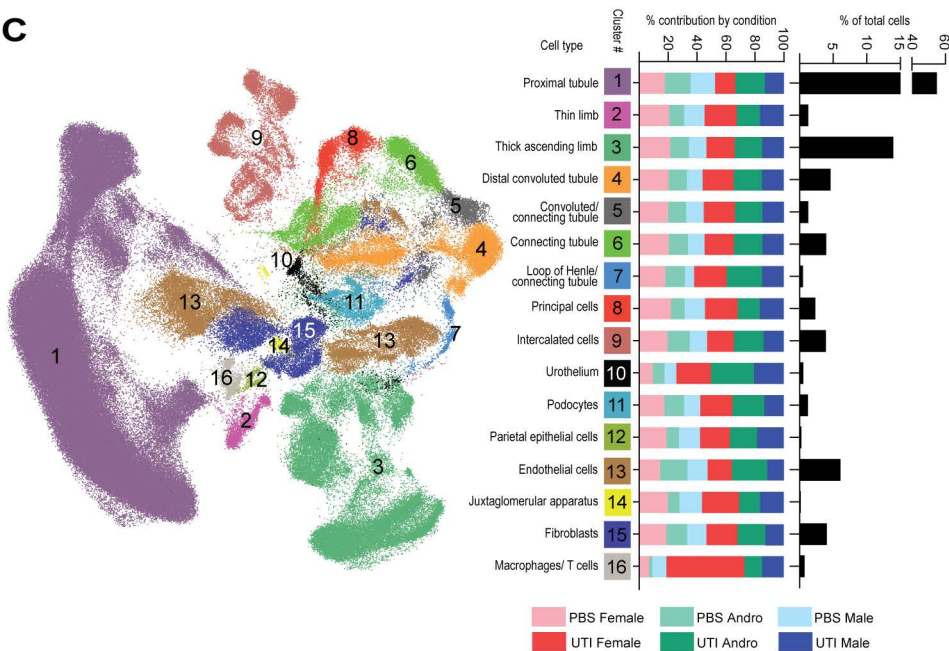 C
Cell type
Cluster #
% contribution by condition
20 40 60 80 100
% of total cells
5 10 15 40 60
Proximal tubule 1
Thin limb 2
Thick ascending limb 3
Distal convoluted tubule 4
Convoluted/
connecting tubule 5
Connecting tubule 6
Loop of Henle/
connecting tubule 7
Principal cells 8
Intercalated cells 9
Urothelium 10
Podocytes 11
Parietal epithelial cells 12
Endothelial cells 13
Juxtaglomerular apparatus 14
Fibroblasts 15
Macrophages/ T cells 16
9
8
6
5
4
10
13
11
15
14
13
7
1
16
12
2
3
PBS Female PBS Andro PBS Male
UTI Female UTI Andro UTI Male